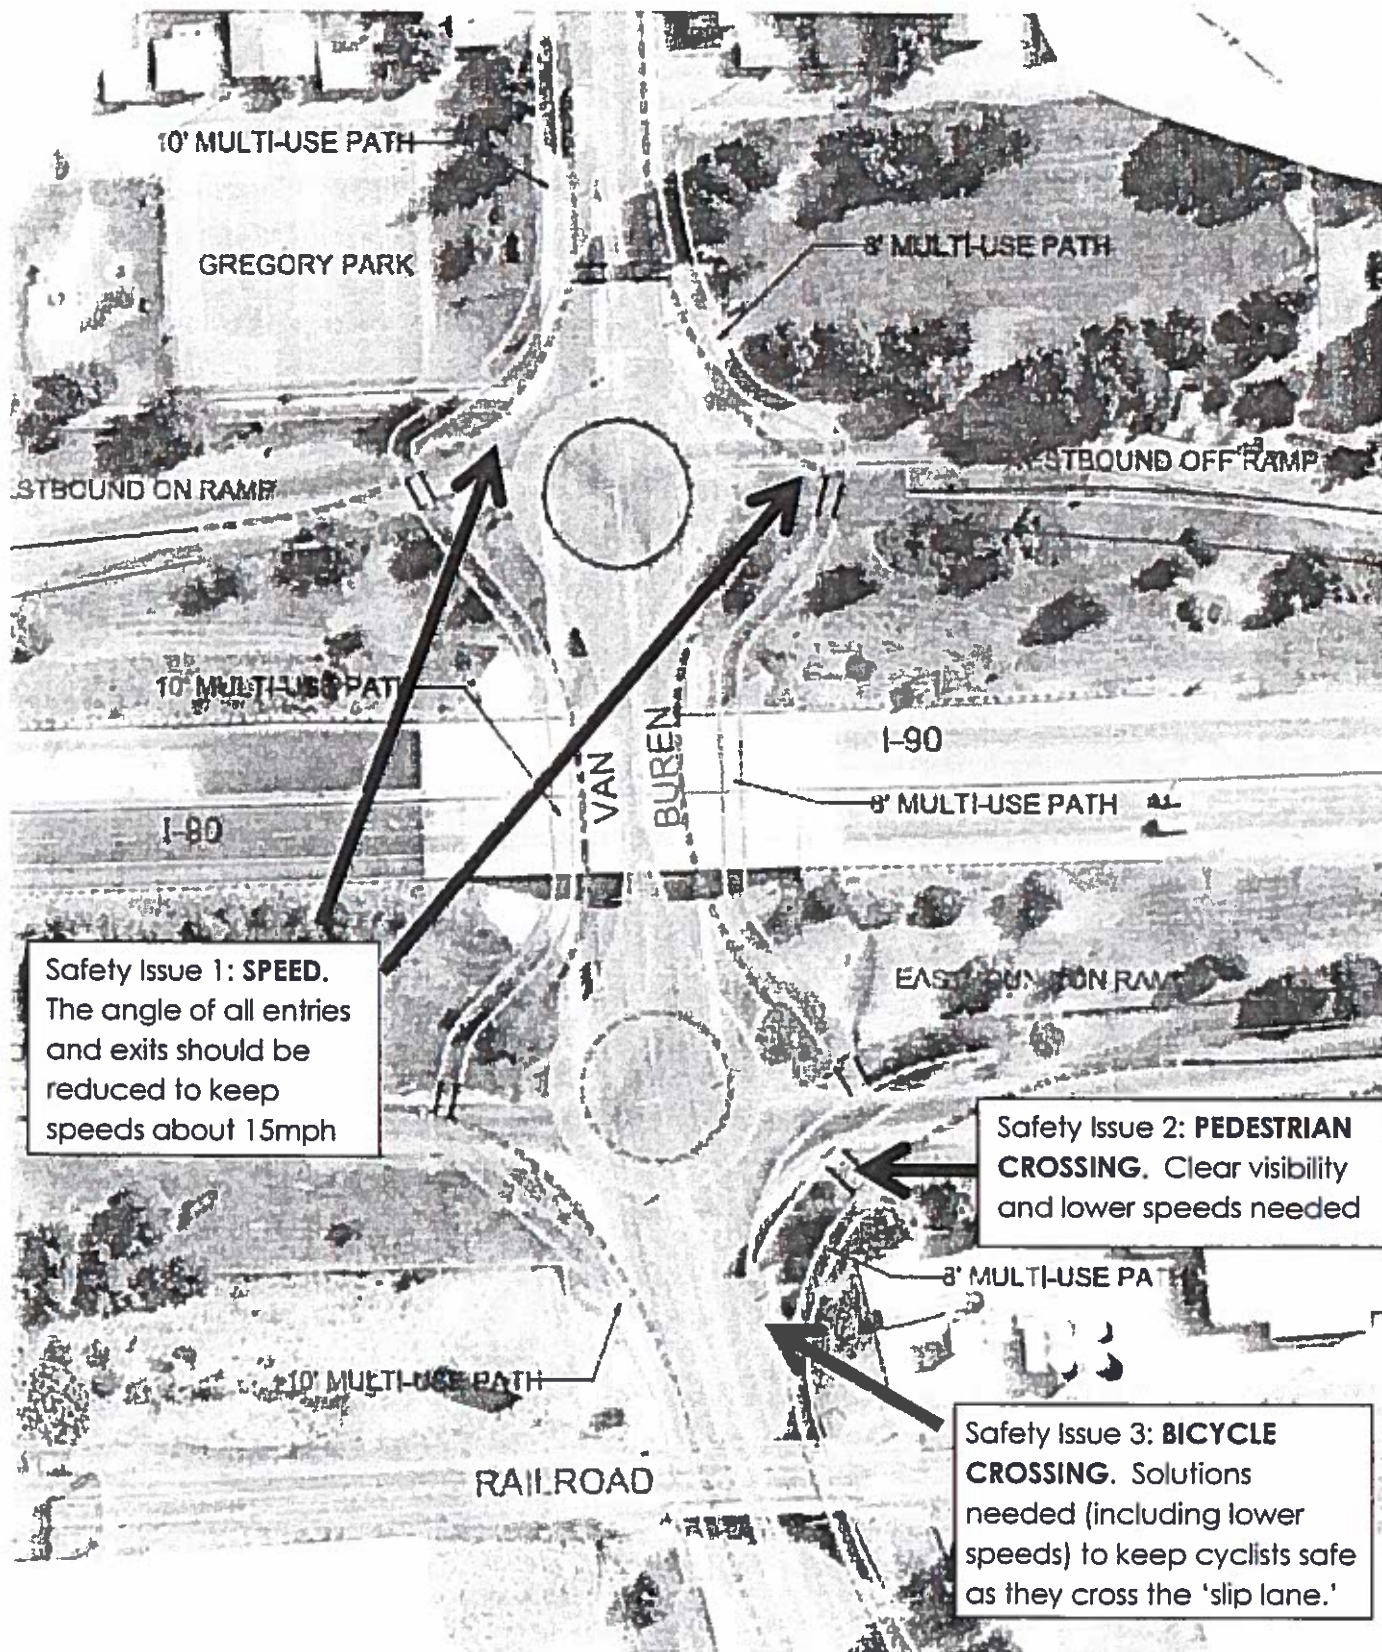 10' MULTI-USE PATH
GREGORY PARK
8' MULTI-USE PATH
STBOUND ON RAMP
STBOUND OFF RAMP
10' MULTI-USE PAT
VAN
BUREN
I-90
8' MULTI-USE PATH
I-90
Safety Issue 1: SPEED.
The angle of all entries
and exits should be
reduced to keep
speeds about 15mph
ON RAM
Safety Issue 2: PEDESTRIAN
CROSSING. Clear visibility
and lower speeds needed
8' MULTI-USE PAT
10' MULTI-USE PATH
Safety Issue 3: BICYCLE
CROSSING. Solutions
needed (including lower
speeds) to keep cyclists safe
as they cross the 'slip lane.'
RAILROAD